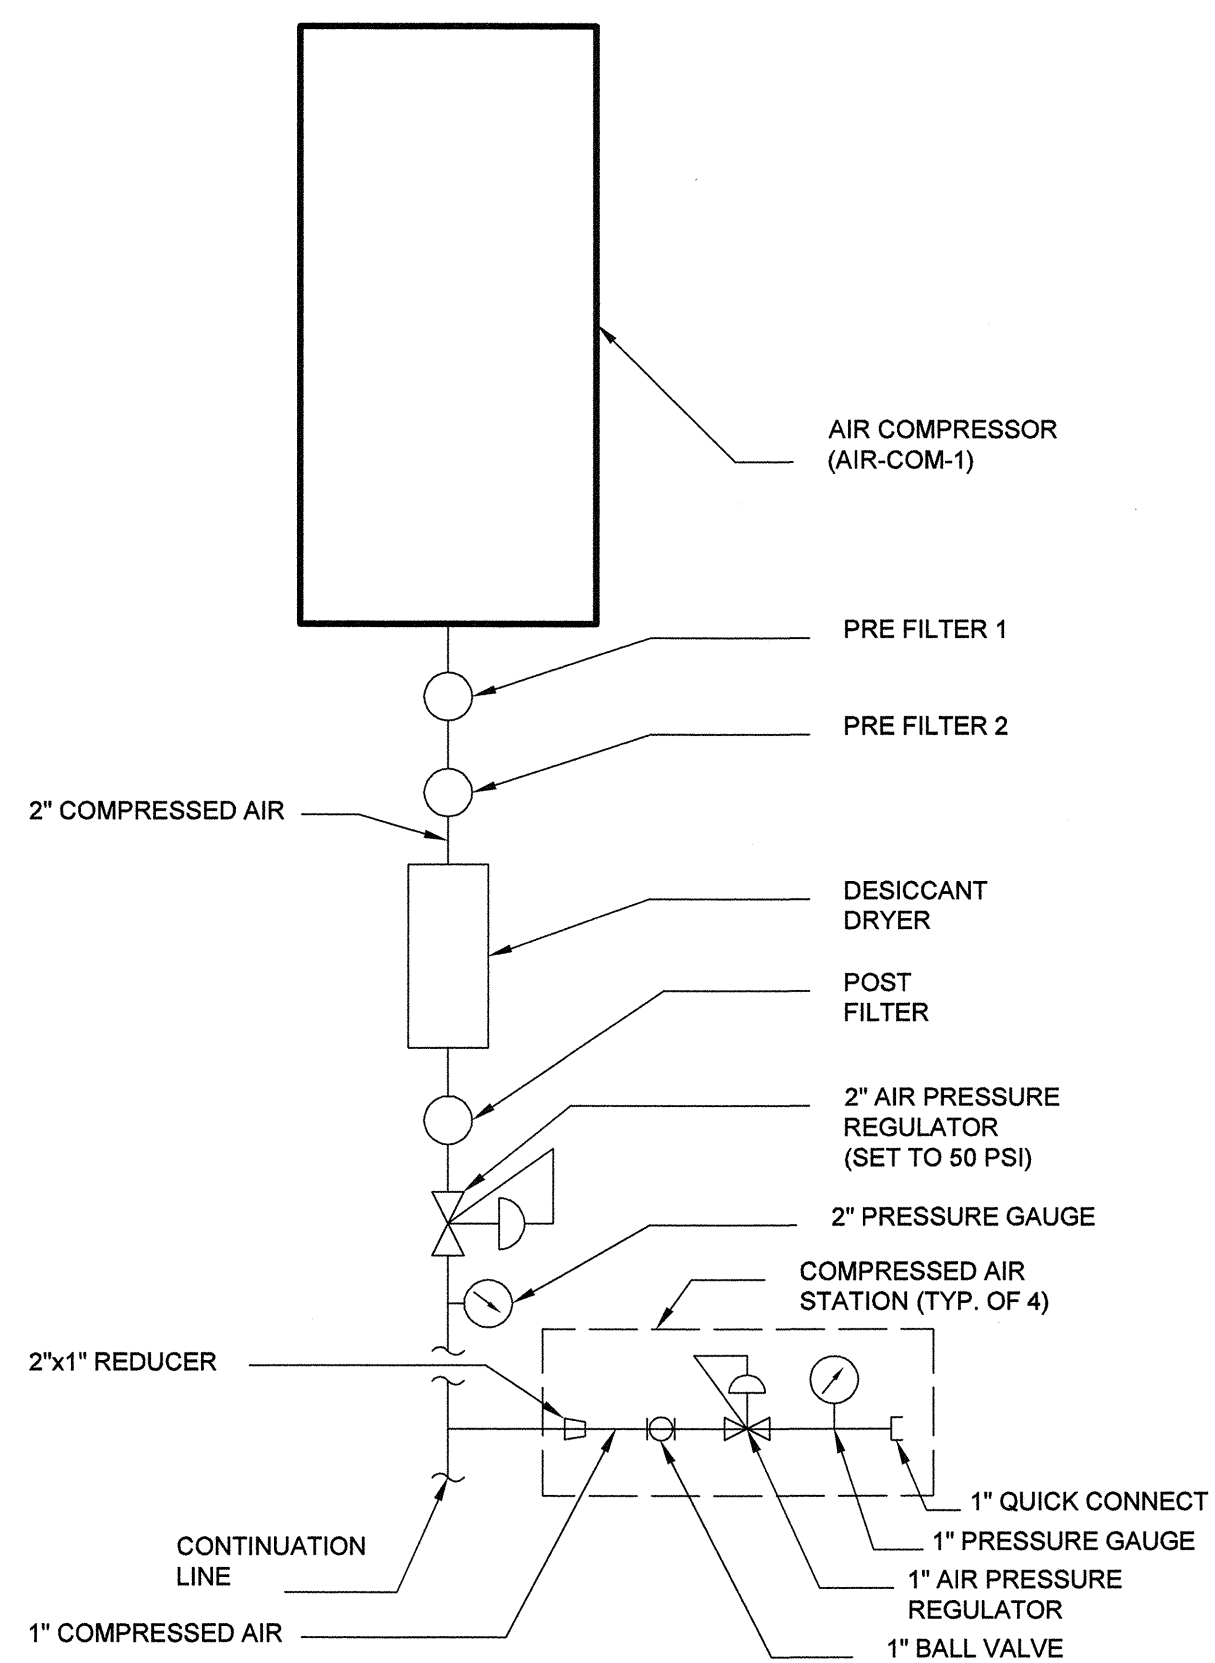 AIR COMPRESSOR
(AIR-COM-1)
PRE FILTER 1
PRE FILTER 2
2" COMPRESSED AIR
DESICCANT
DRYER
POST
FILTER
2" AIR PRESSURE
REGULATOR
(SET TO 50 PSI)
2" PRESSURE GAUGE
COMPRESSED AIR
STATION (TYP. OF 4)
2"x1" REDUCER
1" QUICK CONNECT
1" PRESSURE GAUGE
CONTINUATION
LINE
1" AIR PRESSURE
REGULATOR
1" COMPRESSED AIR
1" BALL VALVE